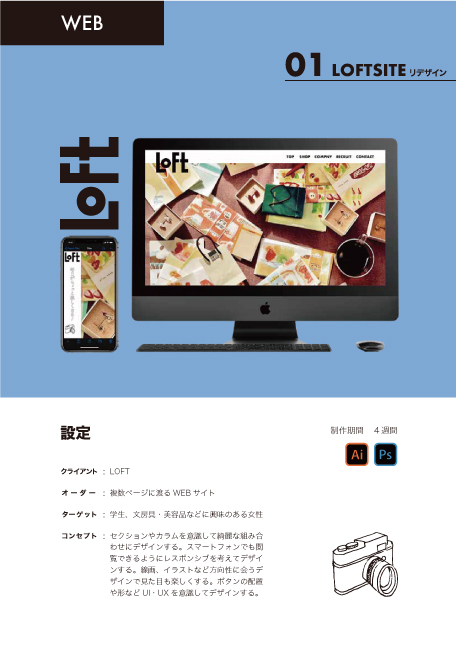 WEB
01 LOFTSITE リデザイン
LOFT
LOFT
TOP SHOP COMPNY RECRUIT CONTACT
LOFT
設定
制作期間 4週間
Ai Ps
クライアント : LOFT
オーダー : 複数ページに渡るWEBサイト
ターゲット : 学生、文房具・美容品などに興味のある女性
コンセプト : セクションやカラムを意識して綺麗な組み合
わせにデザインする。スマートフォンでも閲
覧できるようにレスポンシブを考えてデザイ
ンする。線画、イラストなど方向性に合うデ
ザインで見た目も楽しくする。ボタンの配置
や形など UI・UX を意識してデザインする。